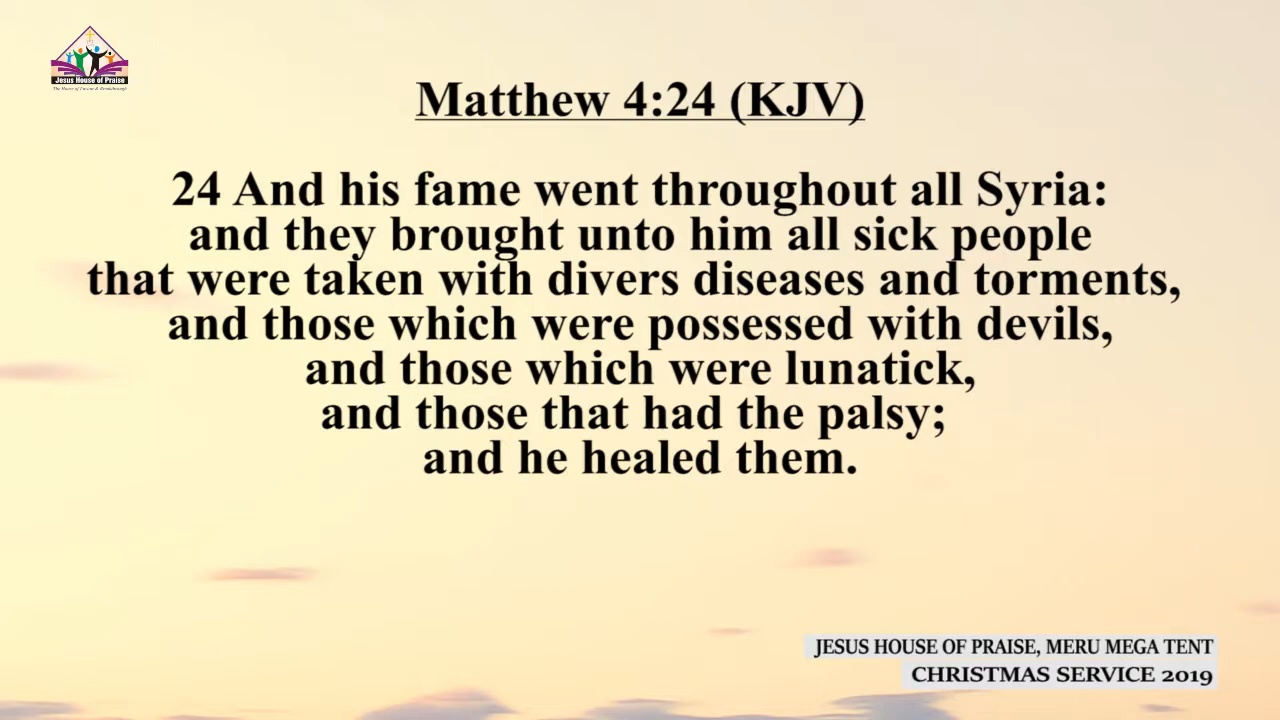 Jesus House of Praise
Matthew 4:24 (KJV)
24 And his fame went throughout all Syria:
and they brought unto him all sick people
that were taken with divers diseases and torments,
and those which were possessed with devils,
and those which were lunatick,
and those that had the palsy;
and he healed them.
JESUS HOUSE OF PRAISE, MERU MEGA TENT
CHRISTMAS SERVICE 2019